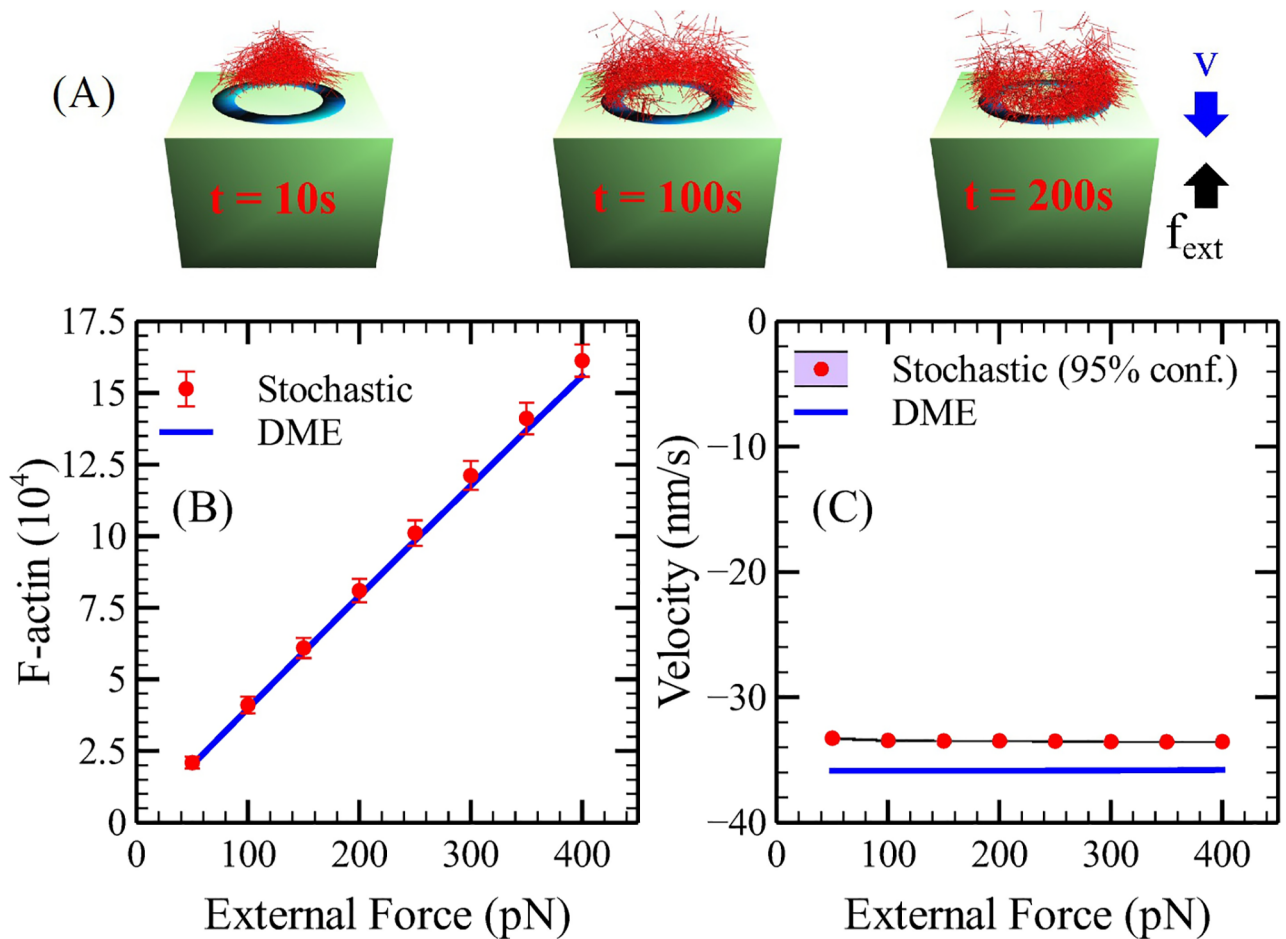 (A)
t = 10s
t = 100s
t = 200s
v
f_ext
17.5
15
12.5
10
7.5
5
2.5
0
F-actin (10⁴)
Stochastic
DME
(B)
0 100 200 300 400
External Force (pN)
0
−10
−20
−30
−40
Velocity (nm/s)
Stochastic (95% conf.)
DME
(C)
0 100 200 300 400
External Force (pN)